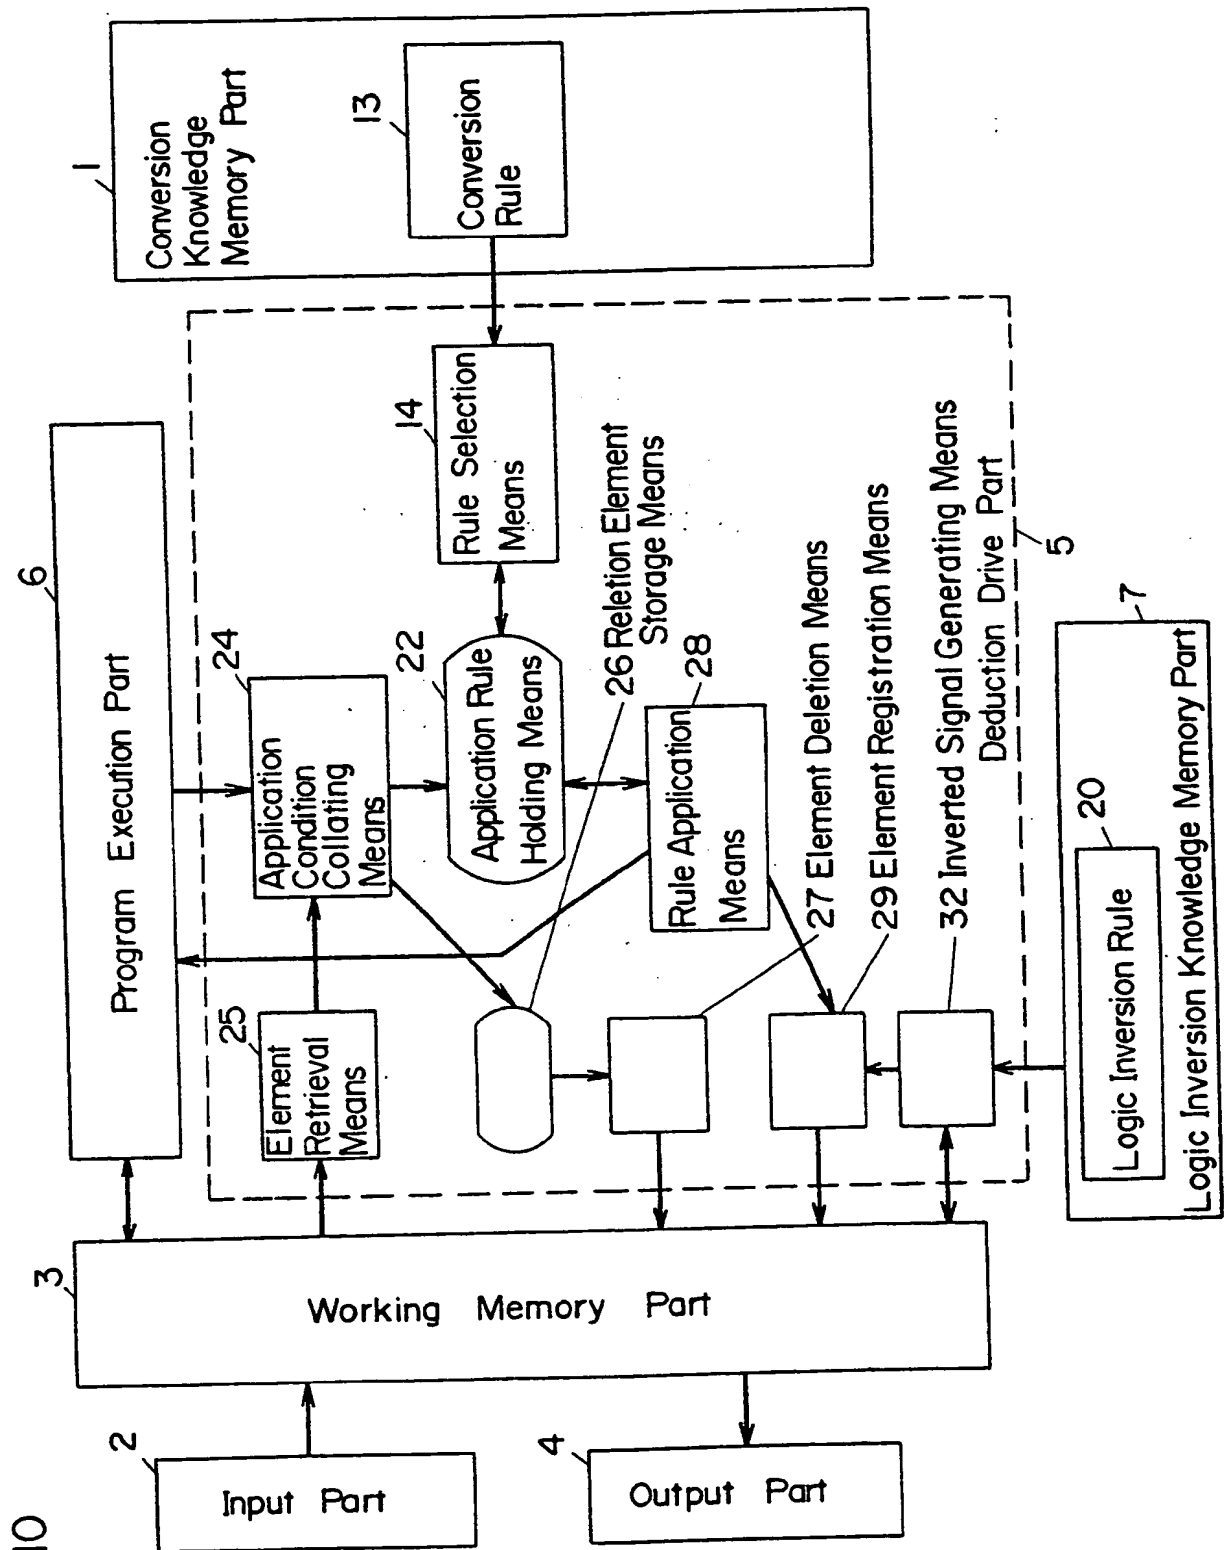 10
2
Input Part
4
Output Part
3
Working Memory Part
6
Program Execution Part
25
Element
Retrieval
Means
24
Application
Condition
Collating
Means
22
Application Rule
Holding Means
14
Rule Selection
Means
26 Reletion Element
Storage Means
28
Rule Application
Means
27 Element Deletion Means
29 Element Registration Means
32 Inverted Signal Generating Means
Deduction Drive Part
5
1
Conversion
Knowledge
Memory Part
13
Conversion
Rule
7
20
Logic Inversion Rule
Logic Inversion Knowledge Memory Part